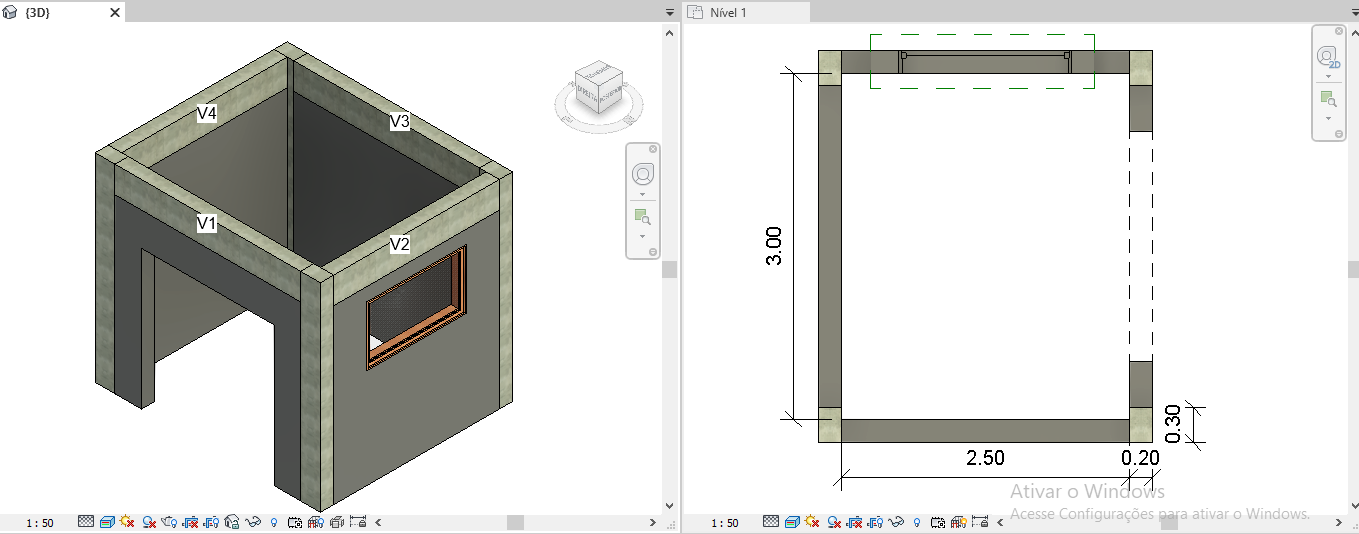 {3D}
Nível 1
V4
V3
V1
V2
2D
3.00
0.30
2.50
0.20
Ativar o Windows
Acesse Configurações para ativar o Windows.
1 : 50
1 : 50